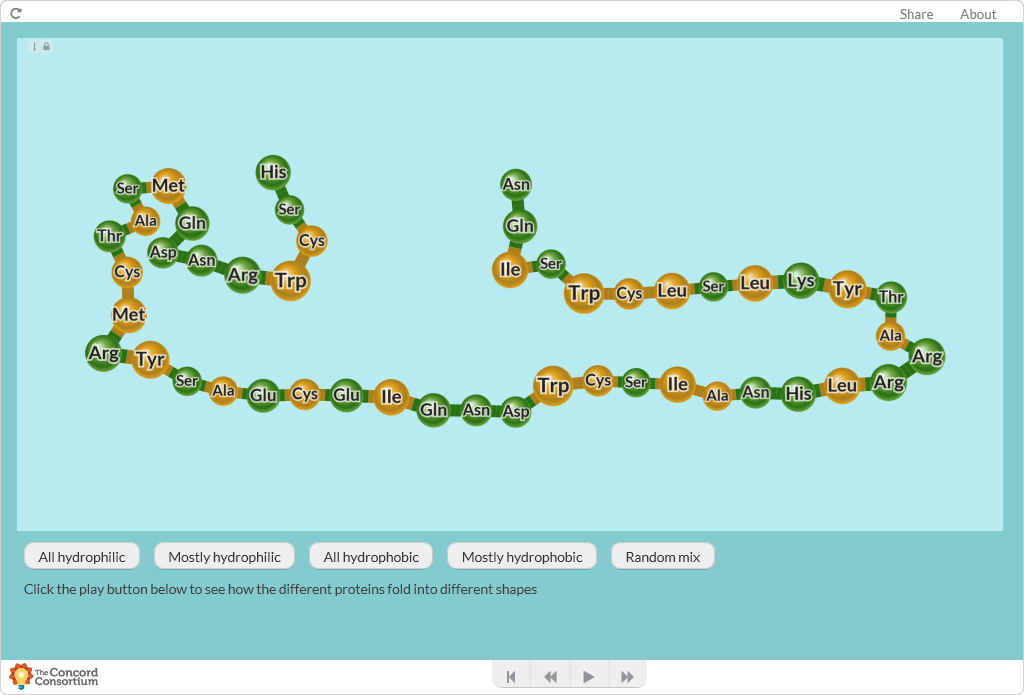 Share About
His
Ser
Cys
Trp
Arg
Asn
Asp
Gln
Met
Ser
Ala
Thr
Cys
Met
Arg
Tyr
Ser
Ala
Glu
Cys
Glu
Ile
Gln
Asn
Asp
Trp
Cys
Ser
Ile
Ala
Asn
His
Leu
Arg
Arg
Ala
Thr
Tyr
Lys
Leu
Ser
Leu
Cys
Trp
Ser
Ile
Gln
Asn
All hydrophilic Mostly hydrophilic All hydrophobic Mostly hydrophobic Random mix
Click the play button below to see how the different proteins fold into different shapes
The Concord
Consortium